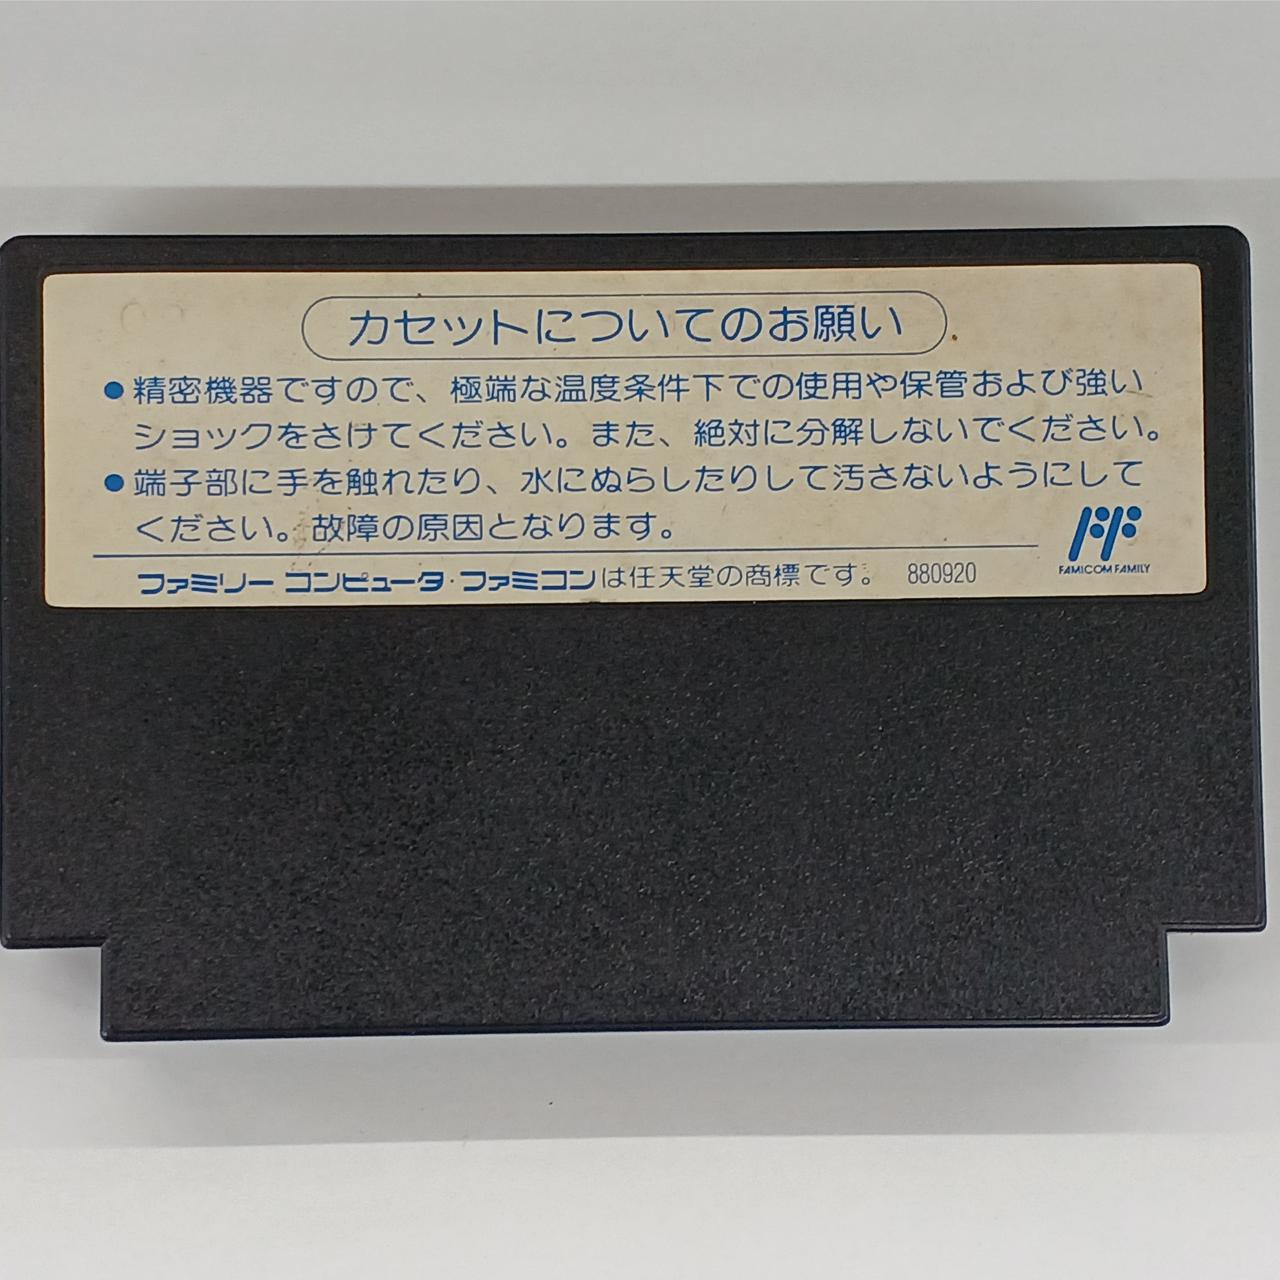 カセットについてのお願い
●精密機器ですので、極端な温度条件下での使用や保管および強い
ショックをさけてください。また、絶対に分解しないでください。
●端子部に手を触れたり、水にぬらしたりして汚さないようにして
ください。故障の原因となります。
ファミリー コンピュータ・ファミコンは任天堂の商標です。 880920
FAMICOM FAMILY